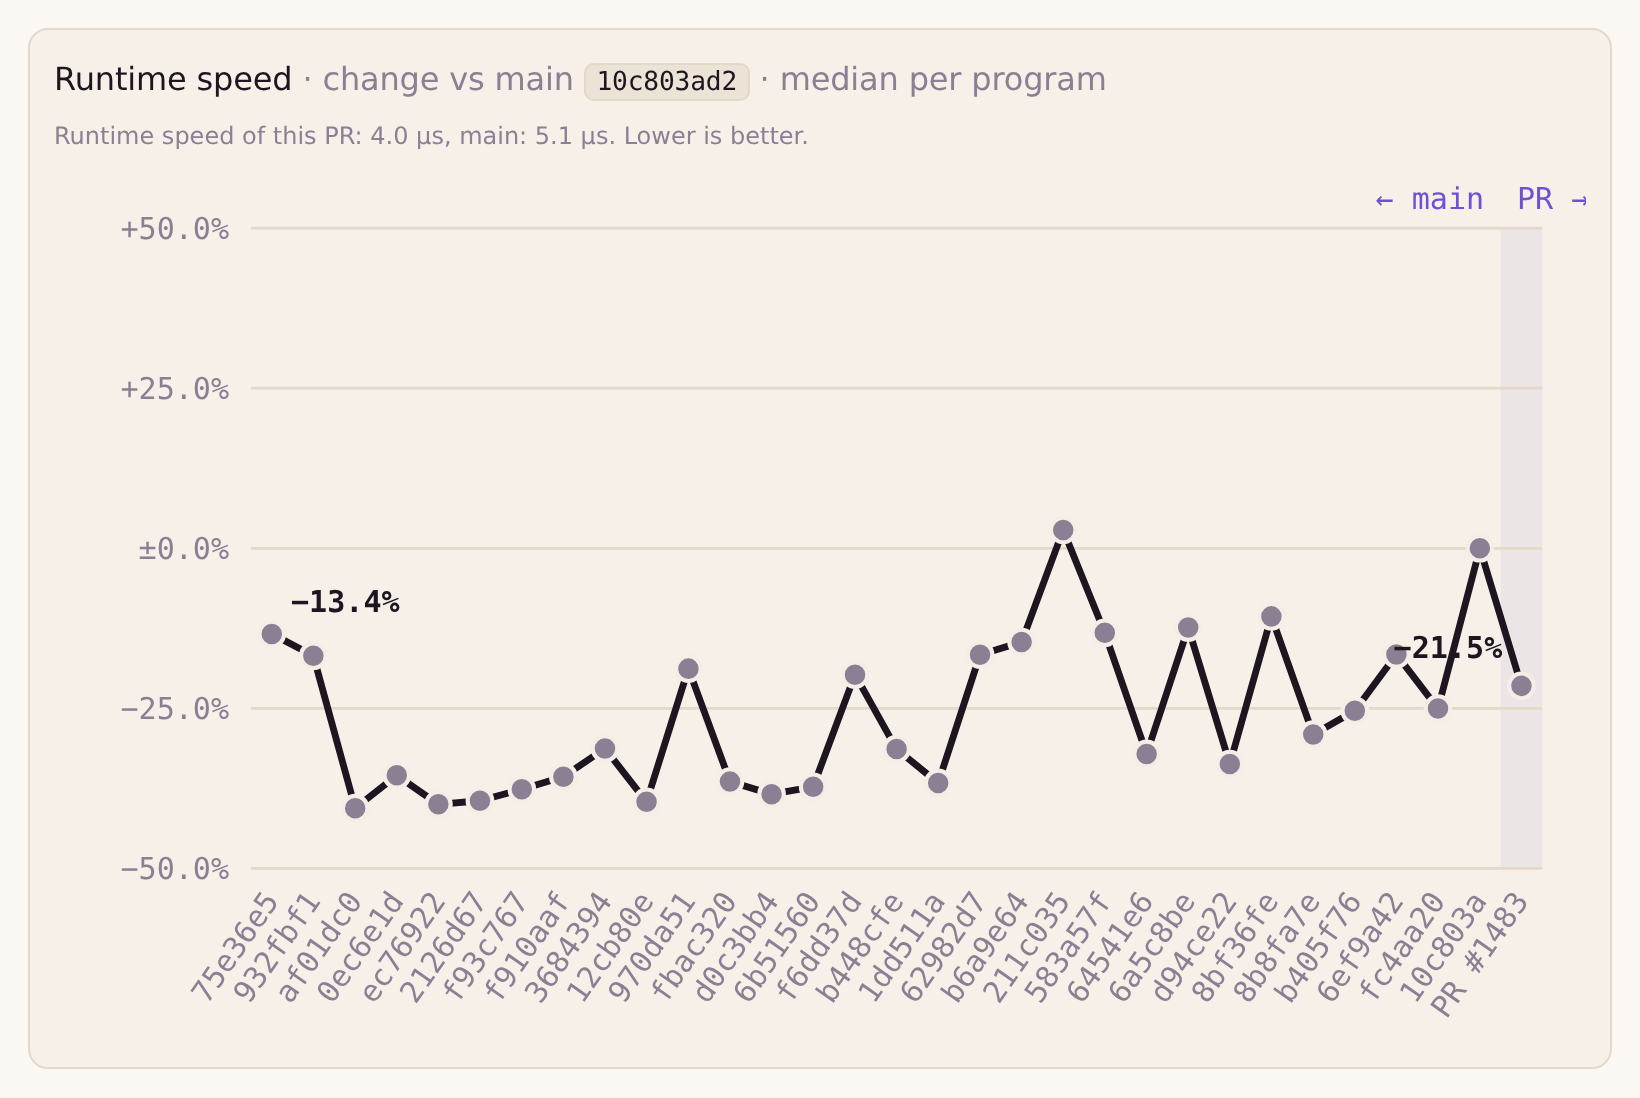 Runtime speed · change vs main 10c803ad2 · median per program
Runtime speed of this PR: 4.0 µs, main: 5.1 µs. Lower is better.
← main PR →
+50.0%
+25.0%
±0.0%
−25.0%
−50.0%
−13.4%
−21.5%
75e36e5
932fbf1
af01dc0
0ec6e1d
ec76922
2126d67
f93c767
f910aaf
3684394
12cb80e
970da51
fbac320
d0c3bb4
6b51560
f6dd37d
b448cfe
1dd511a
62982d7
b6a9e64
211c035
583a57f
64541e6
6a5c8be
d94ce22
8bf36fe
8b8fa7e
b405f76
6ef9a42
fc4aa20
10c803a
PR #1483